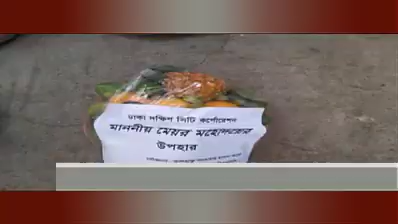 ঢাকা দক্ষিণ সিটি কর্পোরেশন
মাননীয় মেয়র মহোদয়ের
উপহার